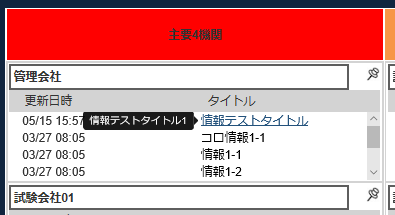 主要4機関
管理会社
更新日時 タイトル
05/15 15:57 情報テストタイトル1 情報テストタイトル
03/27 08:05 コロ情報1-1
03/27 08:05 情報1-1
03/27 08:05 情報1-2
試験会社01